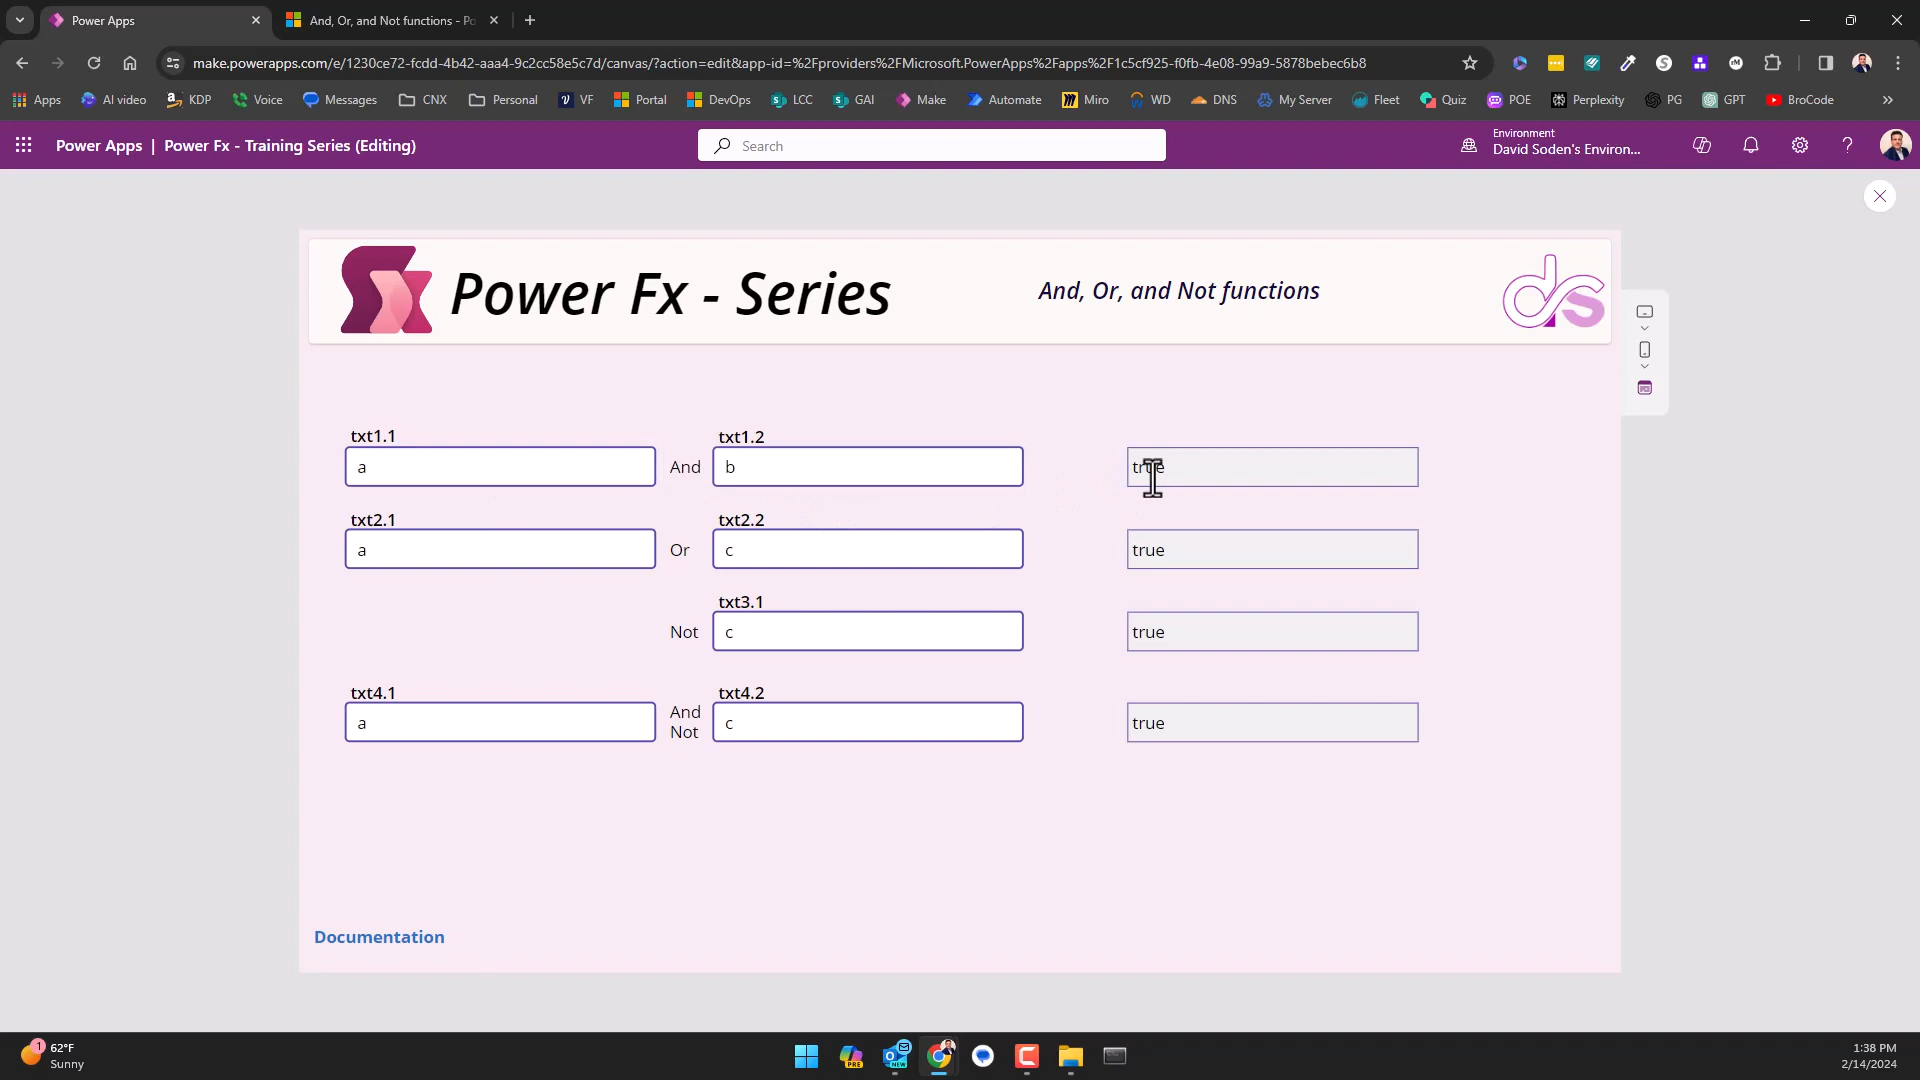 Power Apps
And, Or, and Not functions - Po
make.powerapps.com/e/1230ce72-fcdd-4b42-aaa4-9c2cc58e5c7d/canvas/?action=edit&app-id=%2Fproviders%2FMicrosoft.PowerApps%2Fapps%2F1c5cf925-f0fb-4e08-99a9-5878bebec6b8
Apps AI video KDP Voice Messages CNX Personal VF Portal DevOps LCC GAI Make Automate Miro WD DNS My Server Fleet Quiz POE Perplexity PG GPT BroCode
Power Apps | Power Fx - Training Series (Editing)
Search
Environment
David Soden's Environ...
Power Fx - Series
And, Or, and Not functions
ds
txt1.1 txt1.2
a And b true
txt2.1 txt2.2
a Or c true
txt3.1
Not c true
txt4.1 txt4.2
a And Not c true
Documentation
1
62°F
Sunny
PRE
NEW
1:38 PM
2/14/2024